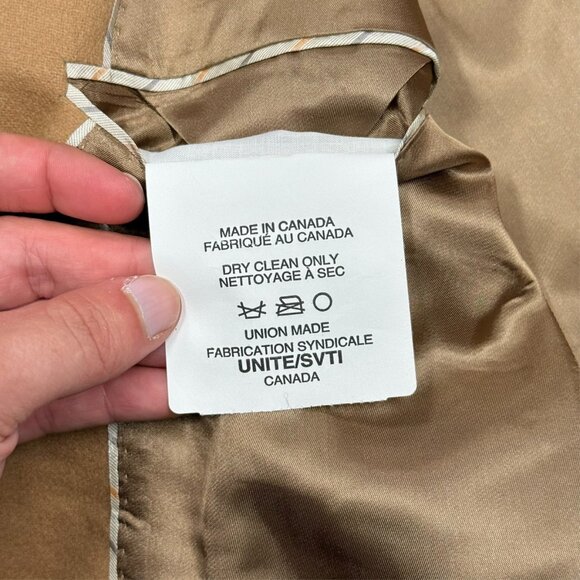 MADE IN CANADA
FABRIQUÉ AU CANADA
DRY CLEAN ONLY
NETTOYAGE À SEC
UNION MADE
FABRICATION SYNDICALE
UNITE/SVTI
CANADA